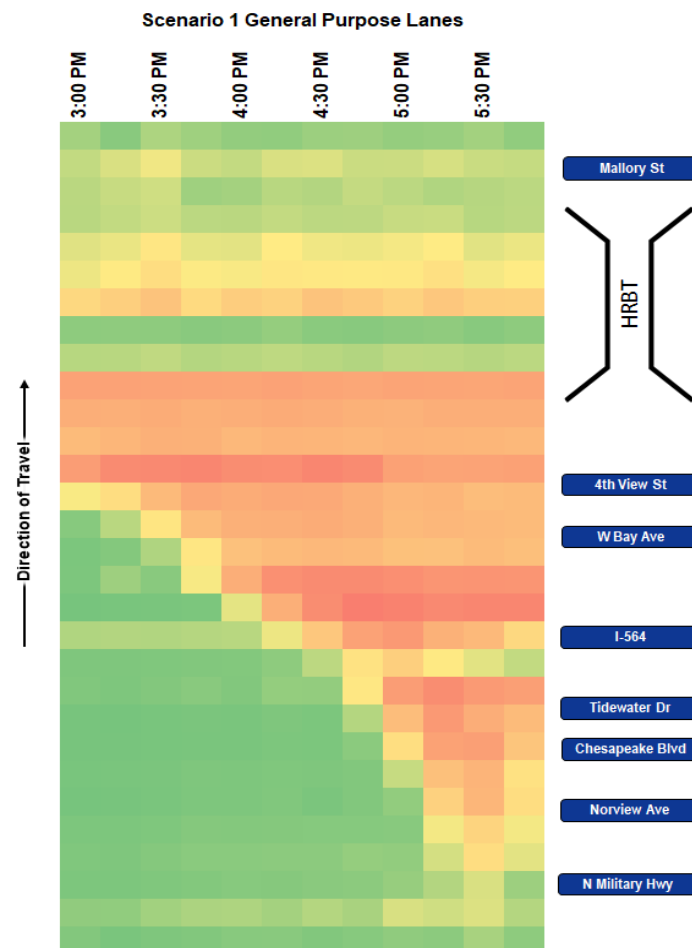 Scenario 1 General Purpose Lanes
3:00 PM
3:30 PM
4:00 PM
4:30 PM
5:00 PM
5:30 PM
Mallory St
HRBT
Direction of Travel
4th View St
W Bay Ave
I-564
Tidewater Dr
Chesapeake Blvd
Norview Ave
N Military Hwy